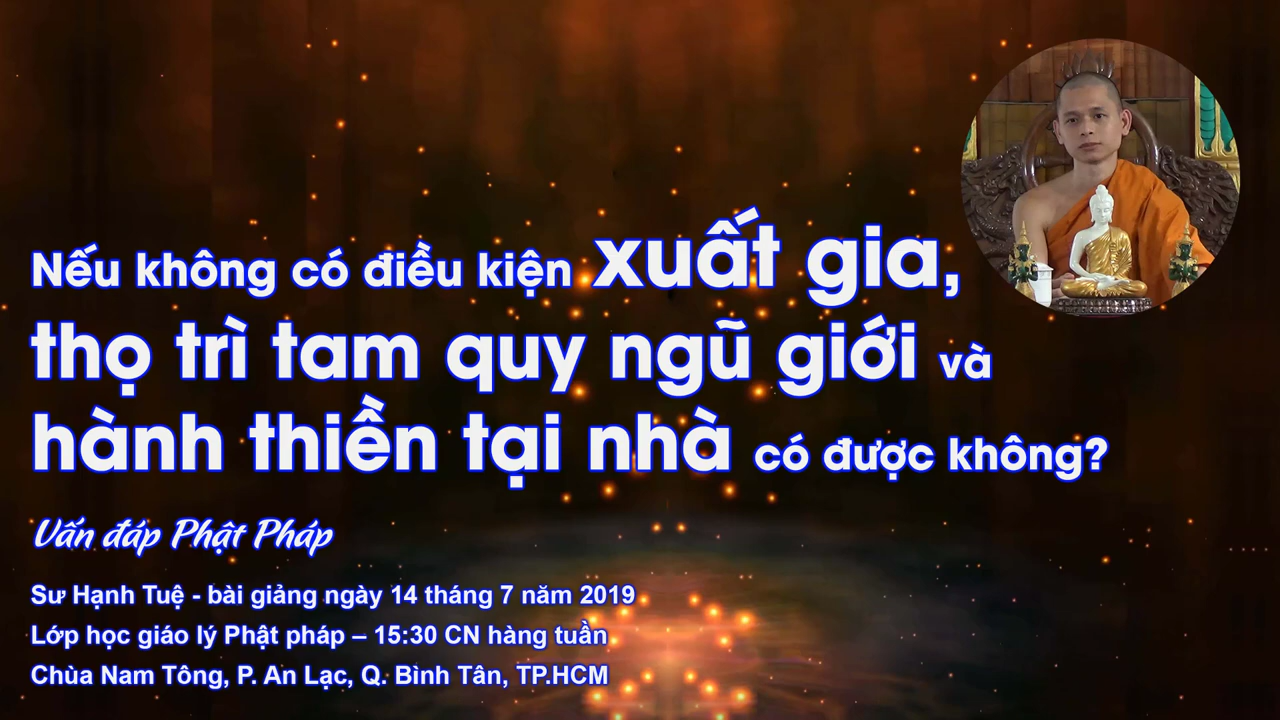 Nếu không có điều kiện xuất gia,
thọ trì tam quy ngũ giới và
hành thiền tại nhà có được không?
Vấn đáp Phật Pháp
Sư Hạnh Tuệ - bài giảng ngày 14 tháng 7 năm 2019
Lớp học giáo lý Phật pháp – 15:30 CN hàng tuần
Chùa Nam Tông, P. An Lạc, Q. Bình Tân, TP.HCM